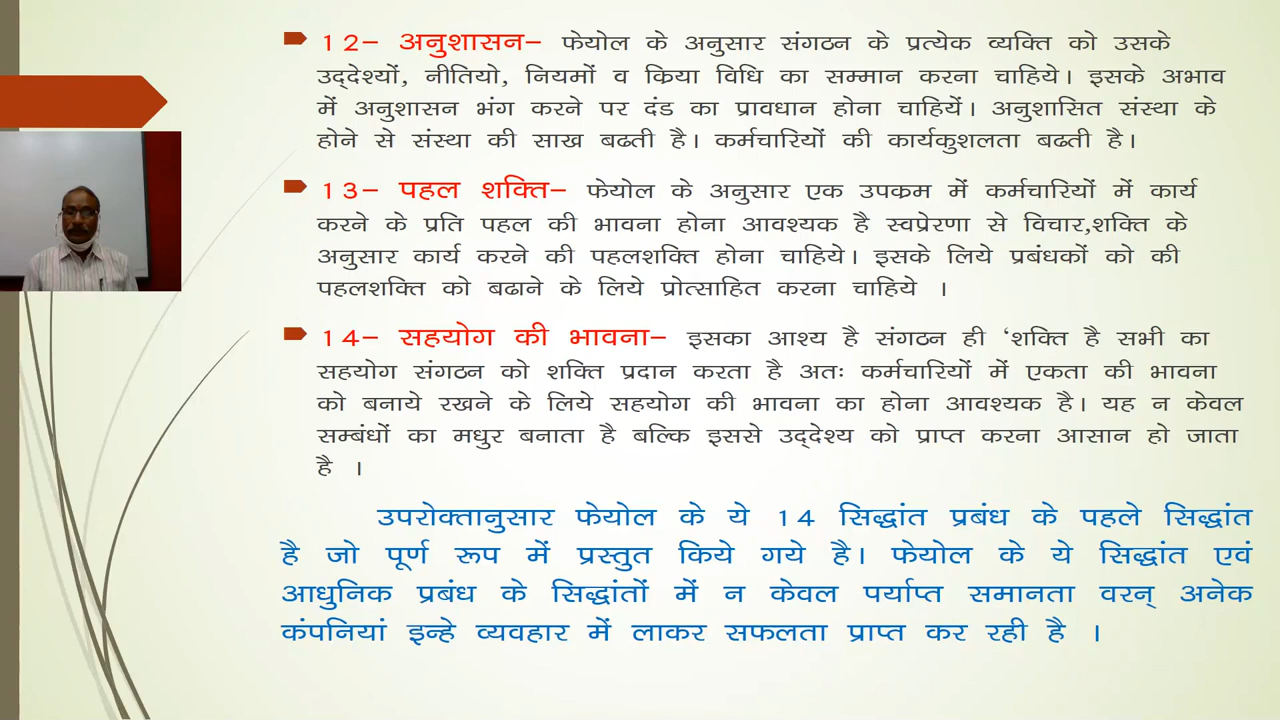 12– अनुशासन– फेयोल के अनुसार संगठन के प्रत्येक व्यक्ति को उसके
उद्देश्यों, नीतियो, नियमों व क्रिया विधि का सम्मान करना चाहिये। इसके अभाव
में अनुशासन भंग करने पर दंड का प्रावधान होना चाहियें। अनुशासित संस्था के
होने से संस्था की साख बढती है। कर्मचारियों की कार्यकुशलता बढती है।
13– पहल शक्ति– फेयोल के अनुसार एक उपक्रम में कर्मचारियों में कार्य
करने के प्रति पहल की भावना होना आवश्यक है स्वप्रेरणा से विचार,शक्ति के
अनुसार कार्य करने की पहलशक्ति होना चाहिये। इसके लिये प्रबंधकों को की
पहलशक्ति को बढाने के लिये प्रोत्साहित करना चाहिये ।
14– सहयोग की भावना– इसका आश्य है संगठन ही ‘शक्ति है सभी का
सहयोग संगठन को शक्ति प्रदान करता है अतः कर्मचारियों में एकता की भावना
को बनाये रखने के लिये सहयोग की भावना का होना आवश्यक है। यह न केवल
सम्बंधों का मधुर बनाता है बल्कि इससे उद्देश्य को प्राप्त करना आसान हो जाता
है ।
उपरोक्तानुसार फेयोल के ये 14 सिद्धांत प्रबंध के पहले सिद्धांत
है जो पूर्ण रूप में प्रस्तुत किये गये है। फेयोल के ये सिद्धांत एवं
आधुनिक प्रबंध के सिद्धांतों में न केवल पर्याप्त समानता वरन् अनेक
कंपनियां इन्हे व्यवहार में लाकर सफलता प्राप्त कर रही है ।